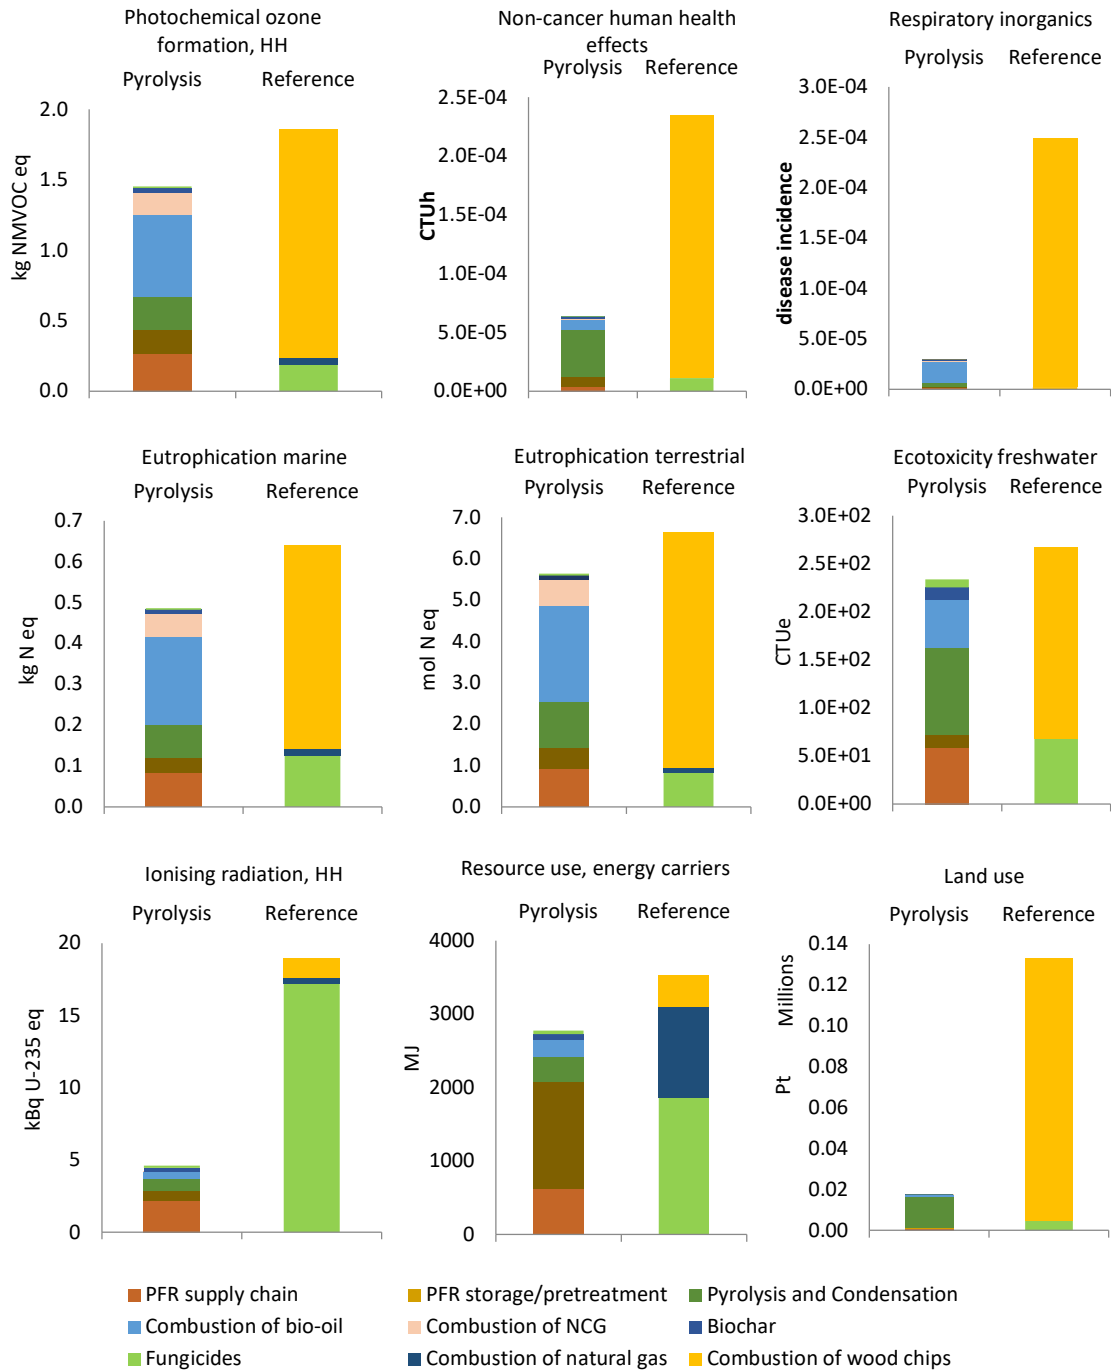 Photochemical ozone
formation, HH
Pyrolysis Reference
kg NMVOC eq
2.0
1.5
1.0
0.5
0.0
Non-cancer human health
effects
Pyrolysis Reference
CTUh
2.5E-04
2.0E-04
1.5E-04
1.0E-04
5.0E-05
0.0E+00
Respiratory inorganics
Pyrolysis Reference
disease incidence
3.0E-04
2.5E-04
2.0E-04
1.5E-04
1.0E-04
5.0E-05
0.0E+00
Eutrophication marine
Pyrolysis Reference
kg N eq
0.7
0.6
0.5
0.4
0.3
0.2
0.1
0.0
Eutrophication terrestrial
Pyrolysis Reference
mol N eq
7.0
6.0
5.0
4.0
3.0
2.0
1.0
0.0
Ecotoxicity freshwater
Pyrolysis Reference
CTUe
3.0E+02
2.5E+02
2.0E+02
1.5E+02
1.0E+02
5.0E+01
0.0E+00
Ionising radiation, HH
Pyrolysis Reference
kBq U-235 eq
20
15
10
5
0
Resource use, energy carriers
Pyrolysis Reference
MJ
4000
3000
2000
1000
0
Land use
Pyrolysis Reference
Pt Millions
0.14
0.12
0.10
0.08
0.06
0.04
0.02
0.00
PFR supply chain PFR storage/pretreatment Pyrolysis and Condensation
Combustion of bio-oil Combustion of NCG Biochar
Fungicides Combustion of natural gas Combustion of wood chips